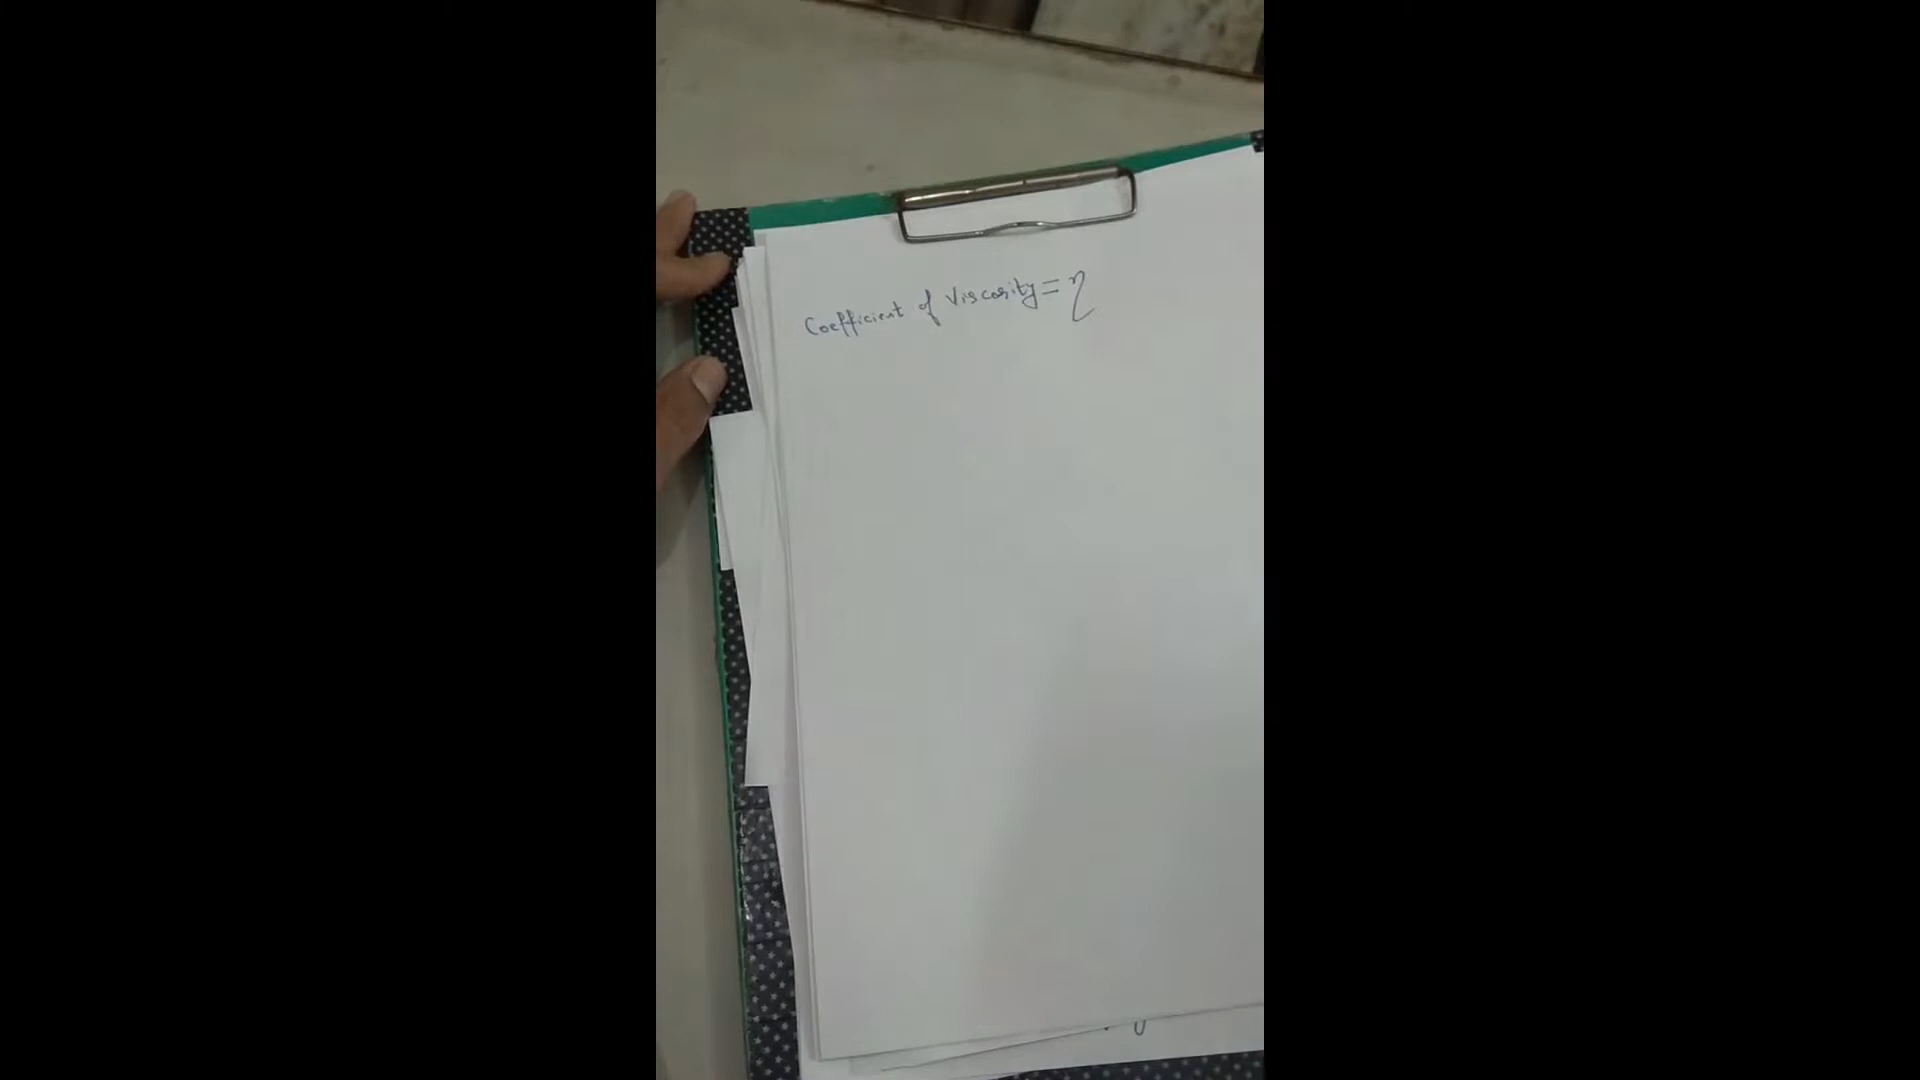 Coefficient of Viscosity = η